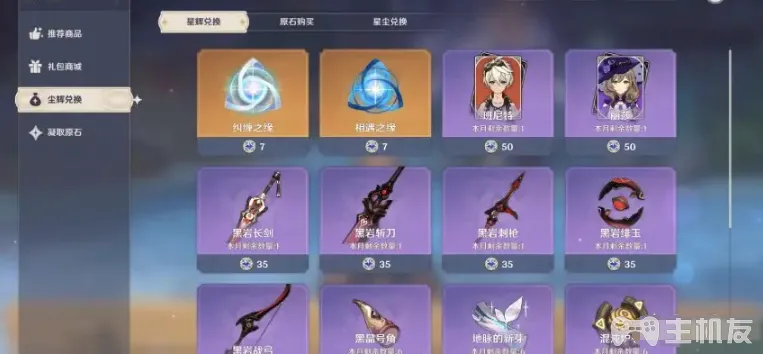 星辉兑换
原石购买
星尘兑换
推荐商品
礼包商城
尘辉兑换
凝取原石
纠缠之缘
7
相遇之缘
7
班尼特
本月剩余数量:1
50
丽莎
本月剩余数量:1
50
黑岩长剑
本月剩余数量:1
35
黑岩斩刀
本月剩余数量:1
35
黑岩刺枪
本月剩余数量:1
35
黑岩绯玉
本月剩余数量:1
35
黑岩战弓
黑晶号角
地脉的新芽
主机友